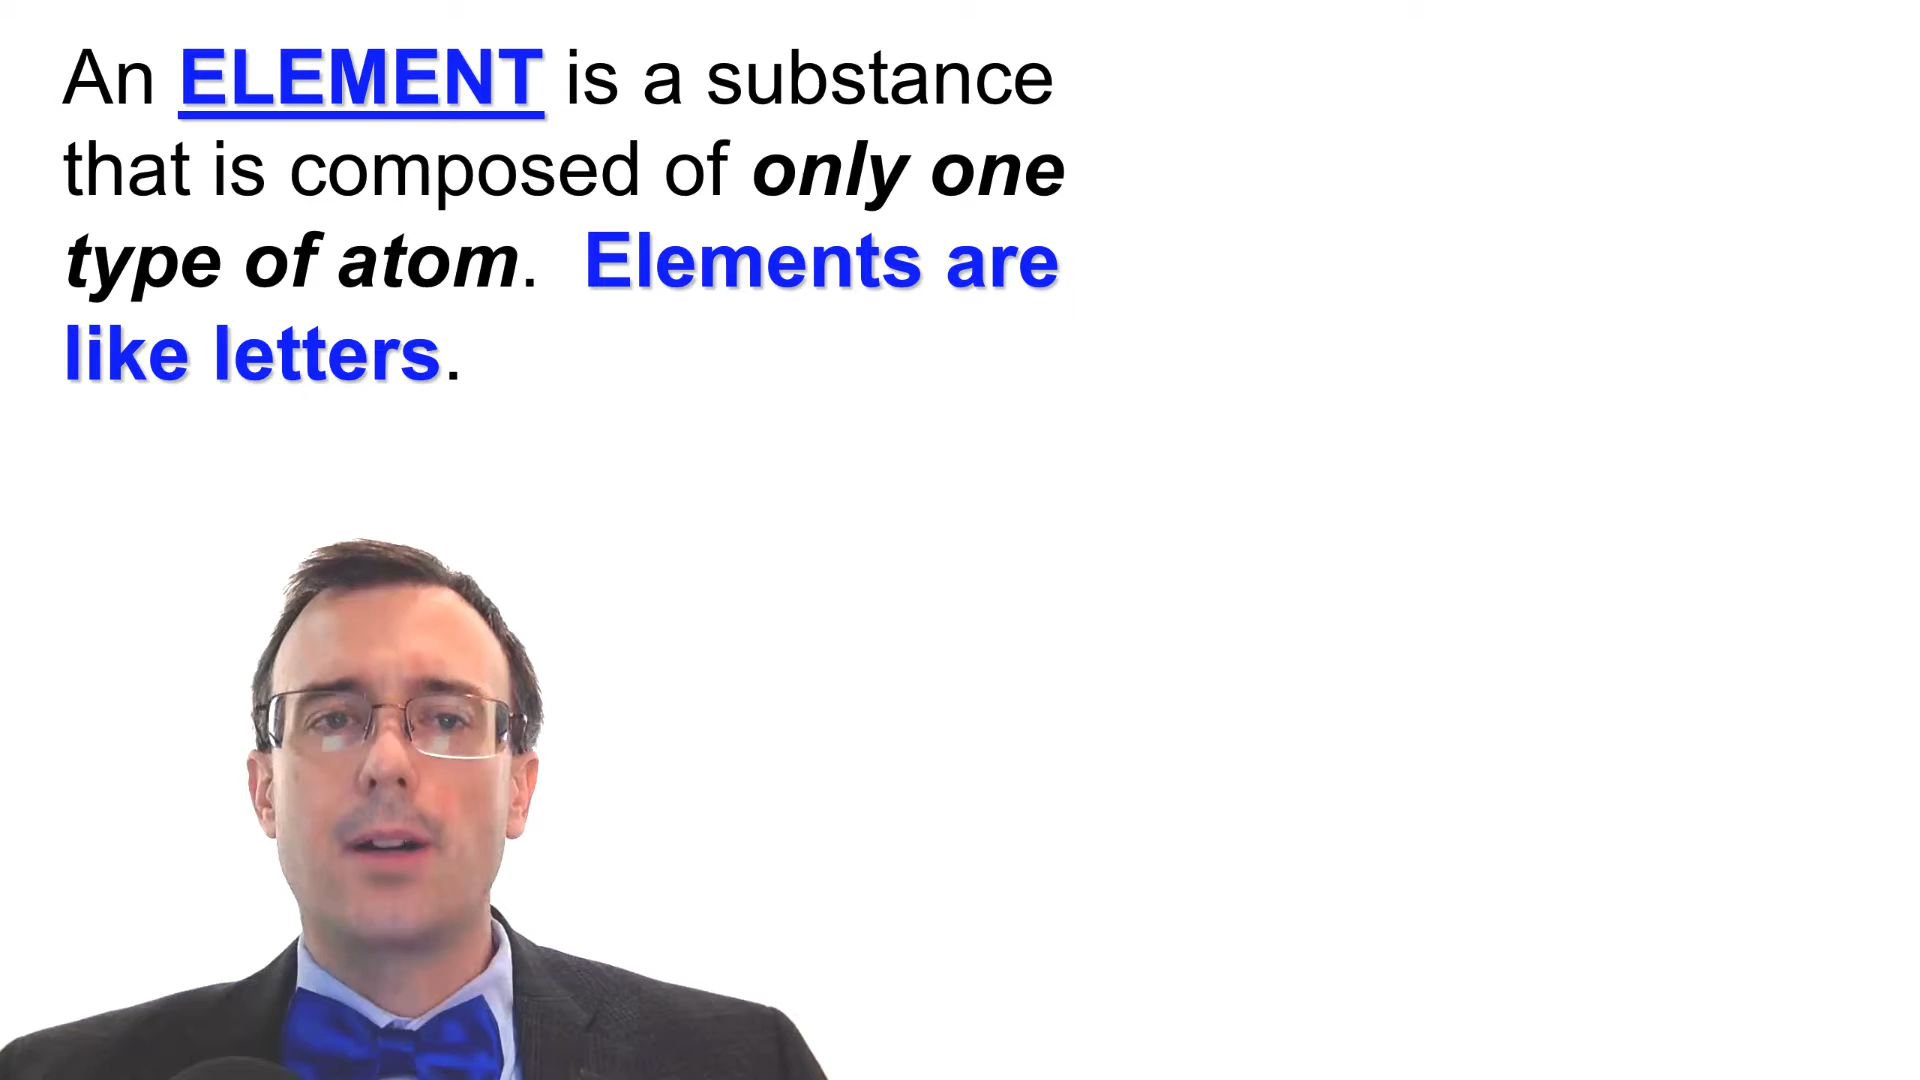 An ELEMENT is a substance
that is composed of only one
type of atom. Elements are
like letters.